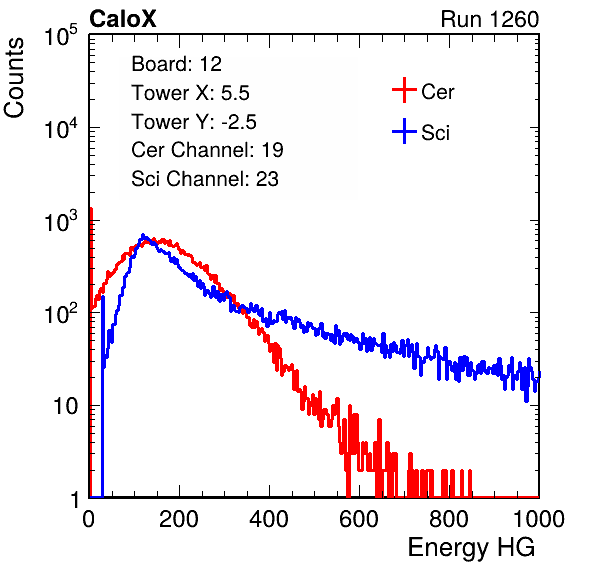 CaloX Run 1260
Counts
10^5
10^4
10^3
10^2
10
1
Board: 12
Tower X: 5.5
Tower Y: -2.5
Cer Channel: 19
Sci Channel: 23
Cer
Sci
0 200 400 600 800 1000
Energy HG